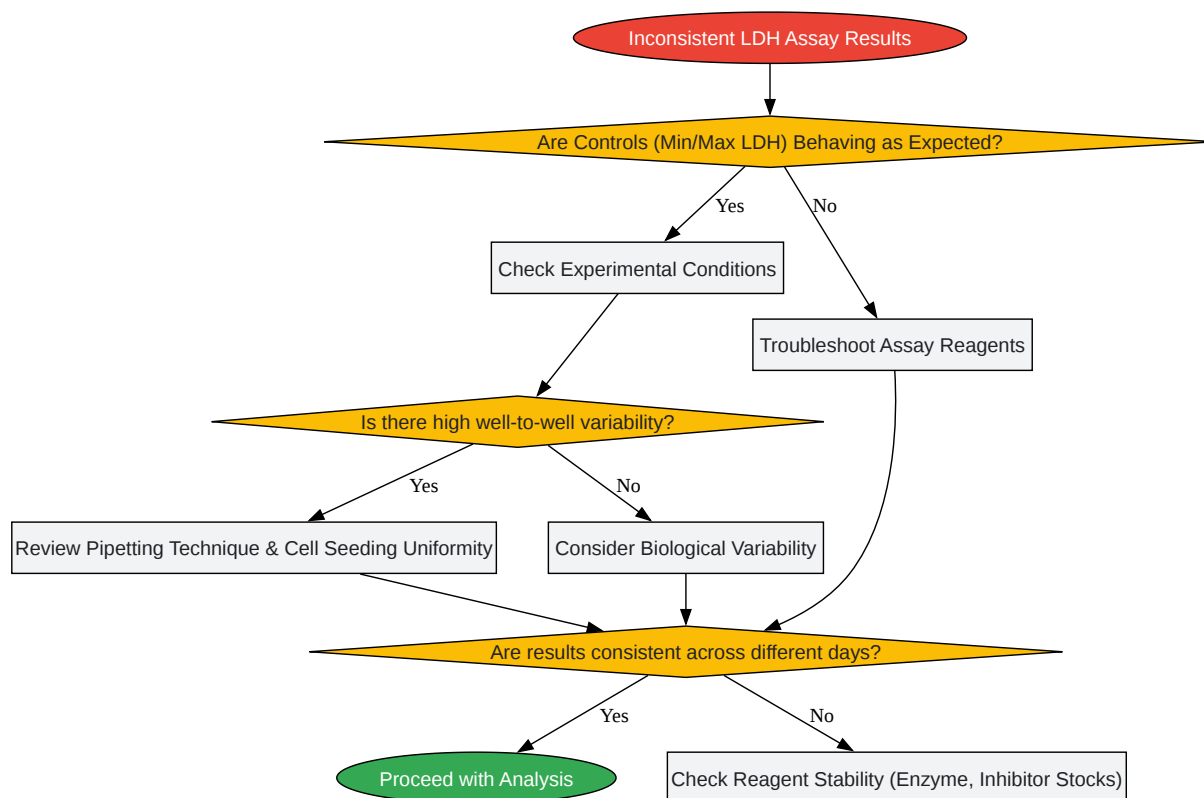 Inconsistent LDH Assay Results
Are Controls (Min/Max LDH) Behaving as Expected?
Yes
No
Check Experimental Conditions
Troubleshoot Assay Reagents
Is there high well-to-well variability?
Yes
No
Review Pipetting Technique & Cell Seeding Uniformity
Consider Biological Variability
Are results consistent across different days?
Yes
No
Proceed with Analysis
Check Reagent Stability (Enzyme, Inhibitor Stocks)